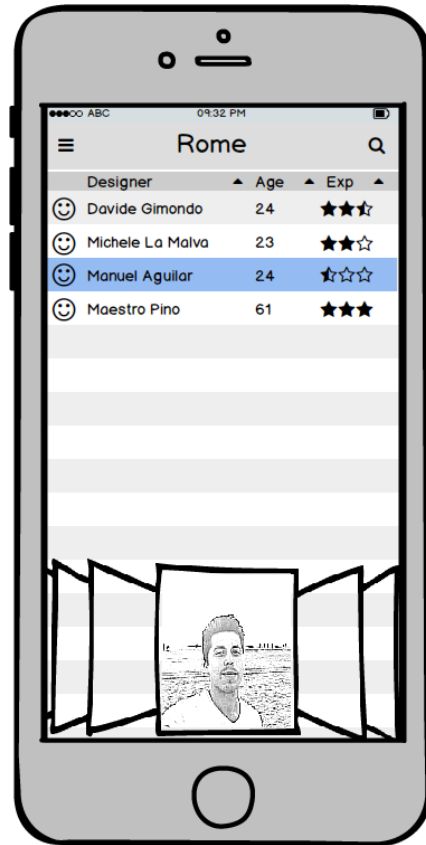 ABC 09:32 PM
Rome
Designer Age Exp
Davide Gimondo 24
Michele La Malva 23
Manuel Aguilar 24
Maestro Pino 61